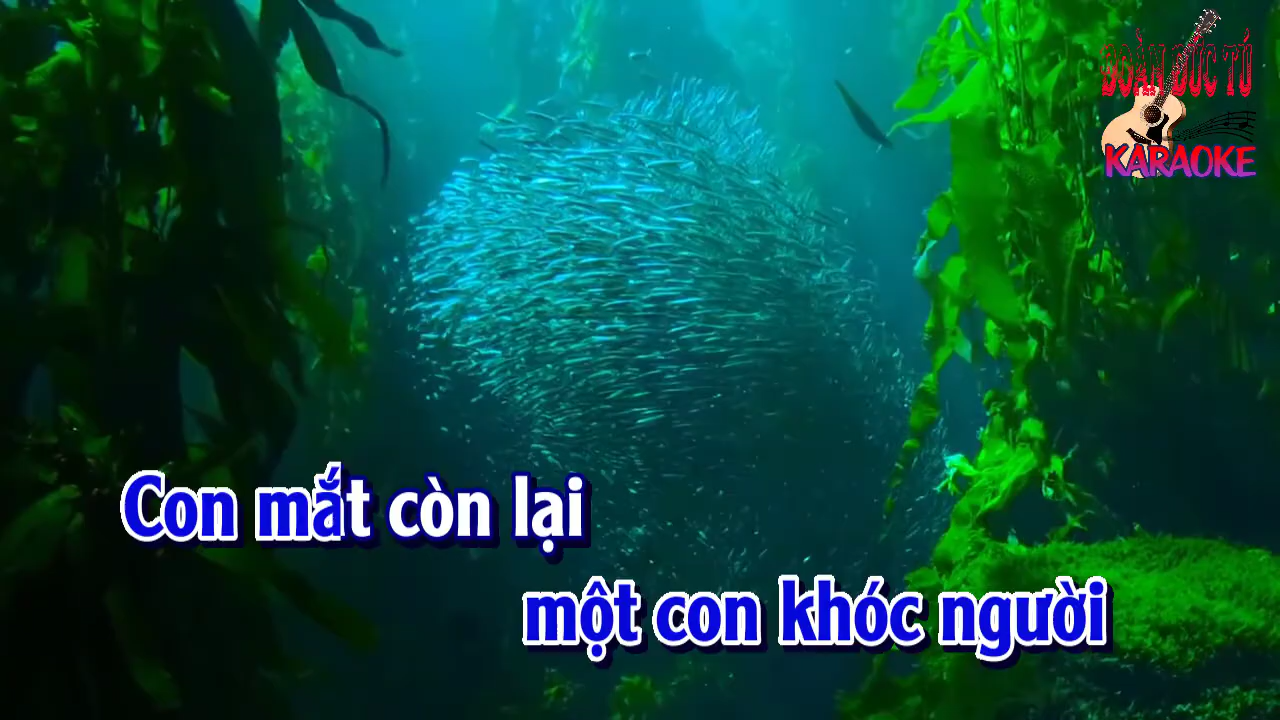 ĐOÀN ĐỨC TÚ
KARAOKE
Con mắt còn lại
một con khóc người